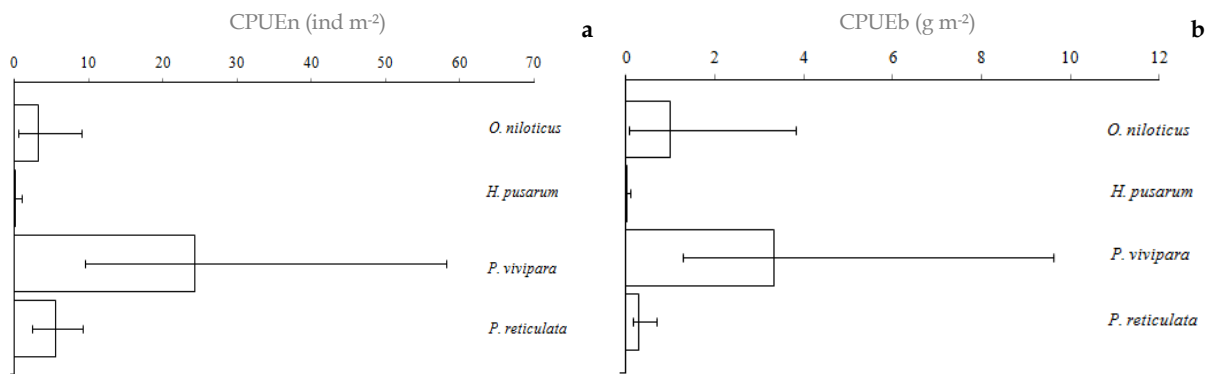 CPUEn (ind m⁻²)
a
0 10 20 30 40 50 60 70
O. niloticus
H. pusarum
P. vivipara
P. reticulata
CPUEb (g m⁻²)
b
0 2 4 6 8 10 12
O. niloticus
H. pusarum
P. vivipara
P. reticulata